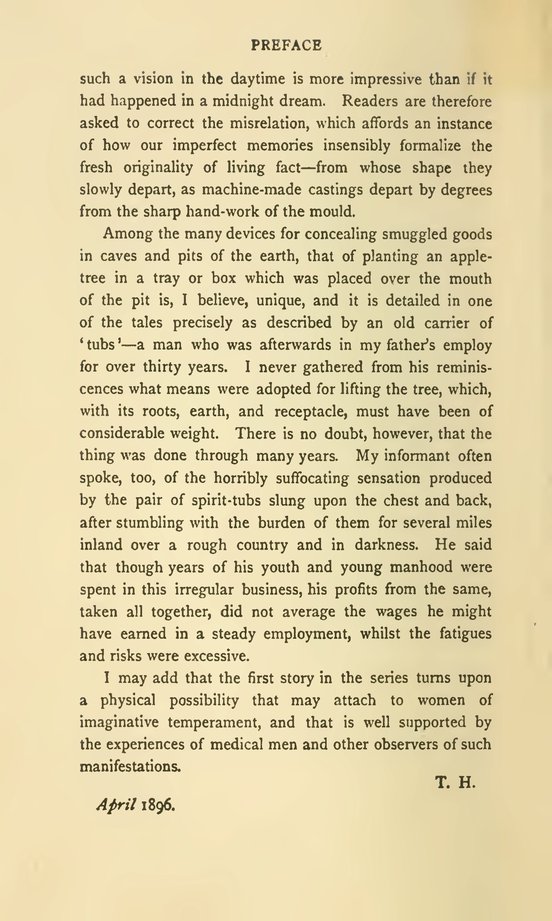 PREFACE
such a vision in the daytime is more impressive than if it
had happened in a midnight dream. Readers are therefore
asked to correct the misrelation, which affords an instance
of how our imperfect memories insensibly formalize the
fresh originality of living fact—from whose shape they
slowly depart, as machine-made castings depart by degrees
from the sharp hand-work of the mould.
Among the many devices for concealing smuggled goods
in caves and pits of the earth, that of planting an apple-
tree in a tray or box which was placed over the mouth
of the pit is, I believe, unique, and it is detailed in one
of the tales precisely as described by an old carrier of
‘tubs’—a man who was afterwards in my father's employ
for over thirty years. I never gathered from his reminis-
cences what means were adopted for lifting the tree, which,
with its roots, earth, and receptacle, must have been of
considerable weight. There is no doubt, however, that the
thing was done through many years. My informant often
spoke, too, of the horribly suffocating sensation produced
by the pair of spirit-tubs slung upon the chest and back,
after stumbling with the burden of them for several miles
inland over a rough country and in darkness. He said
that though years of his youth and young manhood were
spent in this irregular business, his profits from the same,
taken all together, did not average the wages he might
have earned in a steady employment, whilst the fatigues
and risks were excessive.
I may add that the first story in the series turns upon
a physical possibility that may attach to women of
imaginative temperament, and that is well supported by
the experiences of medical men and other observers of such
manifestations.
T. H.
April 1896.